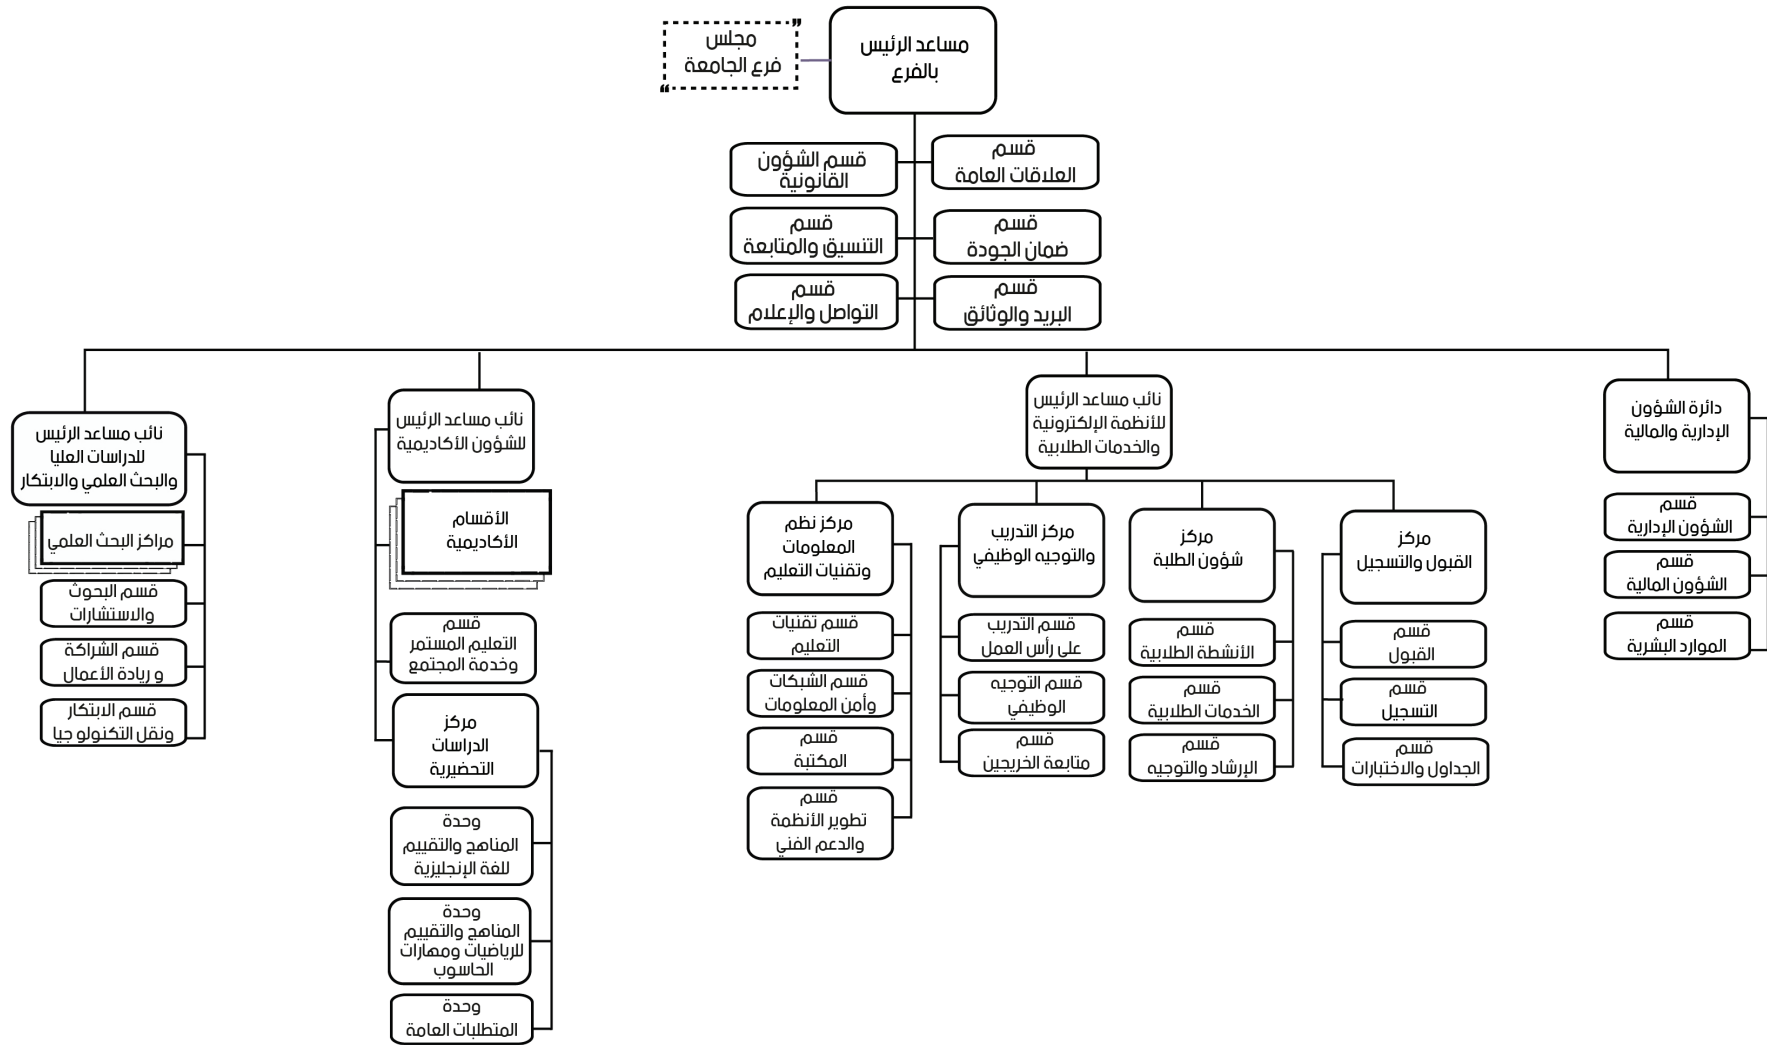 مساعد الرئيس
بالفرع
مجلس
فرع الجامعة
قسم
العلاقات العامة
قسم الشؤون
القانونية
قسم
ضمان الجودة
قسم
التنسيق والمتابعة
قسم
البريد والوثائق
قسم
التواصل والإعلام
دائرة الشؤون
الإدارية والمالية
قسم
الشؤون الإدارية
قسم
الشؤون المالية
قسم
الموارد البشرية
نائب مساعد الرئيس
للأنظمة الإلكترونية
والخدمات الطلابية
مركز
القبول والتسجيل
قسم
القبول
قسم
التسجيل
قسم
الجداول والاختبارات
مركز
شؤون الطلبة
قسم
الأنشطة الطلابية
قسم
الخدمات الطلابية
قسم
الإرشاد والتوجيه
مركز التدريب
والتوجيه الوظيفي
قسم التدريب
على رأس العمل
قسم التوجيه
الوظيفي
قسم
متابعة الخريجين
مركز نظم
المعلومات
وتقنيات التعليم
قسم تقنيات
التعليم
قسم الشبكات
وأمن المعلومات
قسم
المكتبة
قسم
تطوير الأنظمة
والدعم الفني
نائب مساعد الرئيس
للشؤون الأكاديمية
الأقسام
الأكاديمية
قسم
التعليم المستمر
وخدمة المجتمع
مركز
الدراسات
التحضيرية
وحدة
المناهج والتقييم
للغة الإنجليزية
وحدة
المناهج والتقييم
للرياضيات ومهارات
الحاسوب
وحدة
المتطلبات العامة
نائب مساعد الرئيس
للدراسات العليا
والبحث العلمي والابتكار
مراكز البحث العلمي
قسم البحوث
والاستشارات
قسم الشراكة
و ريادة الأعمال
قسم الابتكار
ونقل التكنولو جيا